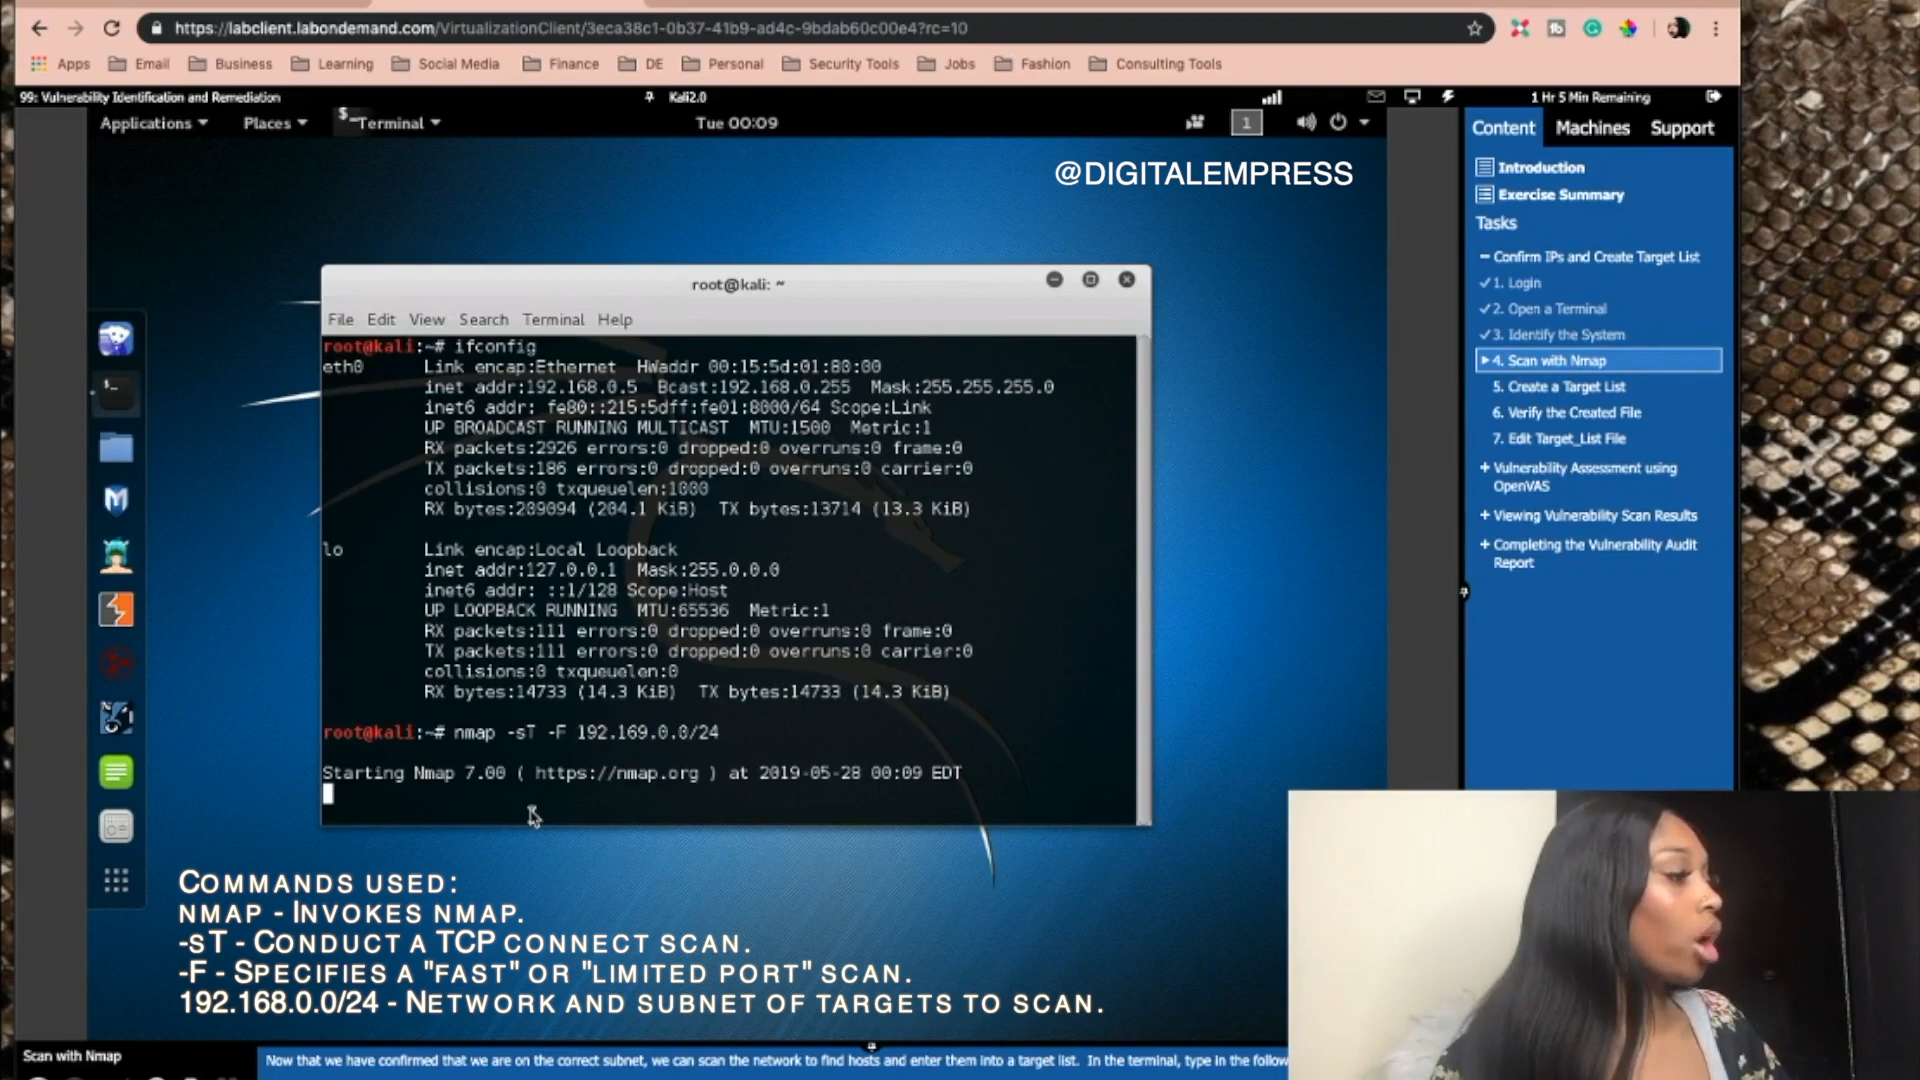 https://labclient.labondemand.com/VirtualizationClient/3eca38c1-0b37-41b9-ad4c-9bdab60c00e4?rc=10
Apps Email Business Learning Social Media Finance DE Personal Security Tools Jobs Fashion Consulting Tools
99: Vulnerability Identification and Remediation
Kali2.0
1 Hr 5 Min Remaining
Applications Places Terminal
Tue 00:09
1
Content Machines Support
@DIGITALEMPRESS
Introduction
Exercise Summary
Tasks
Confirm IPs and Create Target List
1. Login
2. Open a Terminal
3. Identify the System
4. Scan with Nmap
5. Create a Target List
6. Verify the Created File
7. Edit Target_List File
+ Vulnerability Assessment using
OpenVAS
+ Viewing Vulnerability Scan Results
+ Completing the Vulnerability Audit
Report
root@kali: ~
File Edit View Search Terminal Help
root@kali:~# ifconfig
eth0 Link encap:Ethernet HWaddr 00:15:5d:01:80:00
inet addr:192.168.0.5 Bcast:192.168.0.255 Mask:255.255.255.0
inet6 addr: fe80::215:5dff:fe01:8000/64 Scope:Link
UP BROADCAST RUNNING MULTICAST MTU:1500 Metric:1
RX packets:2926 errors:0 dropped:0 overruns:0 frame:0
TX packets:186 errors:0 dropped:0 overruns:0 carrier:0
collisions:0 txqueuelen:1000
RX bytes:209094 (204.1 KiB) TX bytes:13714 (13.3 KiB)
lo Link encap:Local Loopback
inet addr:127.0.0.1 Mask:255.0.0.0
inet6 addr: ::1/128 Scope:Host
UP LOOPBACK RUNNING MTU:65536 Metric:1
RX packets:111 errors:0 dropped:0 overruns:0 frame:0
TX packets:111 errors:0 dropped:0 overruns:0 carrier:0
collisions:0 txqueuelen:0
RX bytes:14733 (14.3 KiB) TX bytes:14733 (14.3 KiB)
root@kali:~# nmap -sT -F 192.169.0.0/24
Starting Nmap 7.00 ( https://nmap.org ) at 2019-05-28 00:09 EDT
COMMANDS USED:
NMAP - INVOKES NMAP.
-sT - CONDUCT A TCP CONNECT SCAN.
-F - SPECIFIES A "FAST" OR "LIMITED PORT" SCAN.
192.168.0.0/24 - NETWORK AND SUBNET OF TARGETS TO SCAN.
Scan with Nmap
Now that we have confirmed that we are on the correct subnet, we can scan the network to find hosts and enter them into a target list. In the terminal, type in the follow